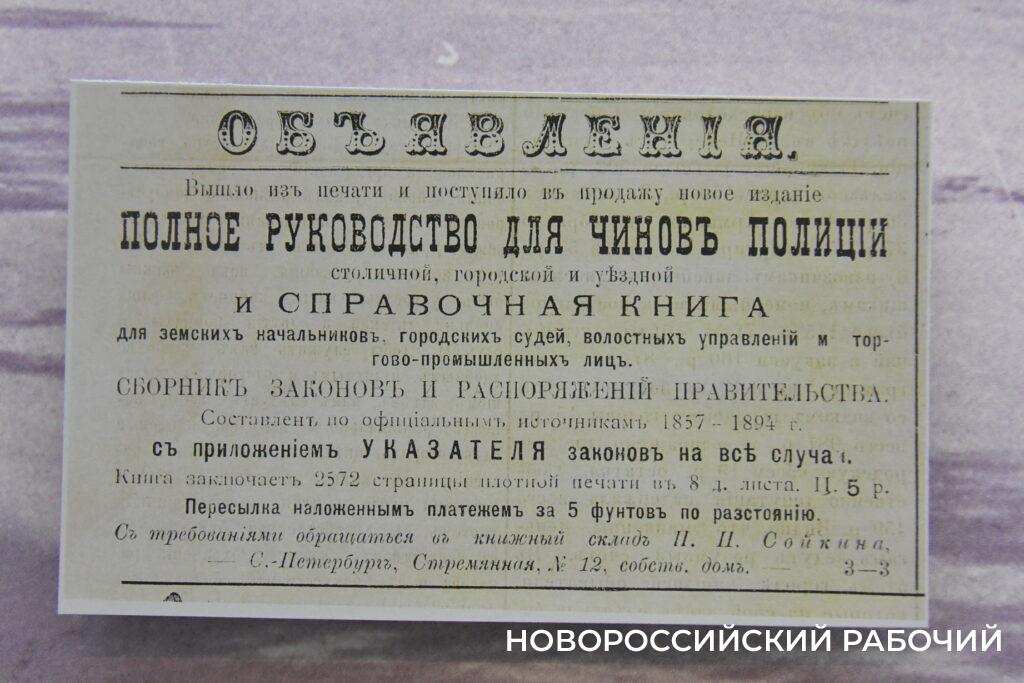 ОБЪЯВЛЕНІЯ.
Вышло изъ печати и поступило въ продажу новое изданіе
ПОЛНОЕ РУКОВОДСТВО ДЛЯ ЧИНОВЪ ПОЛИЦІИ
столичной, городской и уѣздной
и СПРАВОЧНАЯ КНИГА
для земскихъ начальниковъ, городскихъ судей, волостныхъ управленій и тор-
гово-промышленныхъ лицъ.
СБОРНИКЪ ЗАКОНОВЪ И РАСПОРЯЖЕНІЙ ПРАВИТЕЛЬСТВА.
Составленъ по офиціальнымъ источникамъ 1857 – 1894 г.
съ приложеніемъ УКАЗАТЕЛЯ законовъ на всѣ случаи.
Книга заключаетъ 2572 страницы плотной печати въ 8 д. листа. Ц. 5 р.
Пересылка наложеннымъ платежемъ за 5 фунтовъ по разстоянію.
Съ требованіями обращаться въ книжный складъ П. П. Сойкина,
— С.-Петербургъ, Стремянная, № 12, собств. домъ. — 3—3
НОВОРОССИЙСКИЙ РАБОЧИЙ